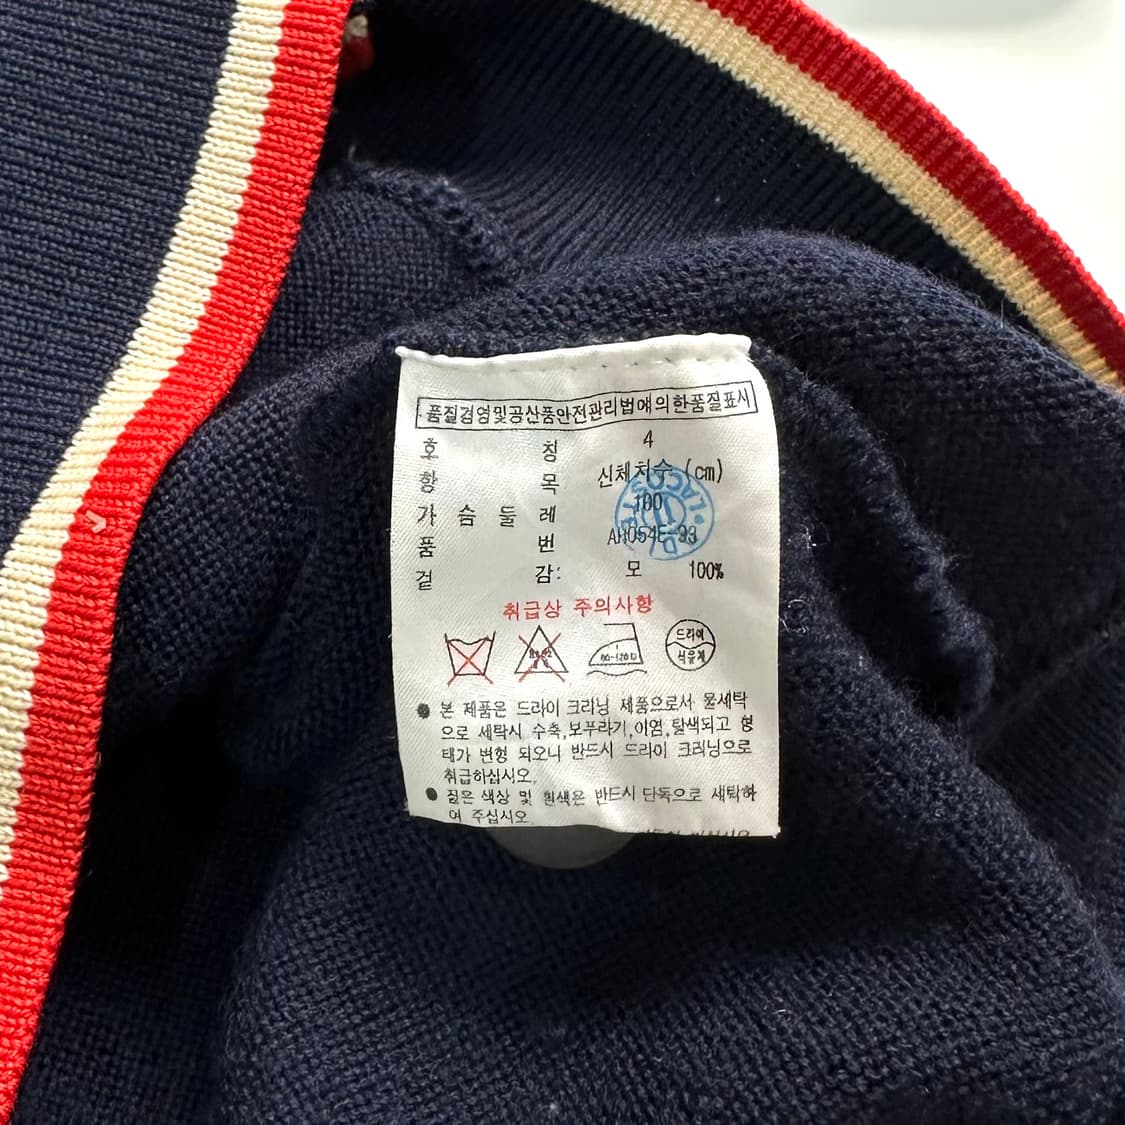 품질경영및공산품안전관리법에의한품질표시
호 칭 4
항 목 신체치수 (cm)
가 슴 둘 레 100
품 번 AH054E-93
겉 감: 모 100%
취급상 주의사항
80~120℃
드라이
석유계
LACOSTE
● 본 제품은 드라이 크리닝 제품으로서 물세탁
으로 세탁시 수축,보푸라기,이염,탈색되고 형
태가 변형 되오니 반드시 드라이 크리닝으로
취급하십시오.
● 짙은 색상 및 흰색은 반드시 단독으로 세탁하
여 주십시오.